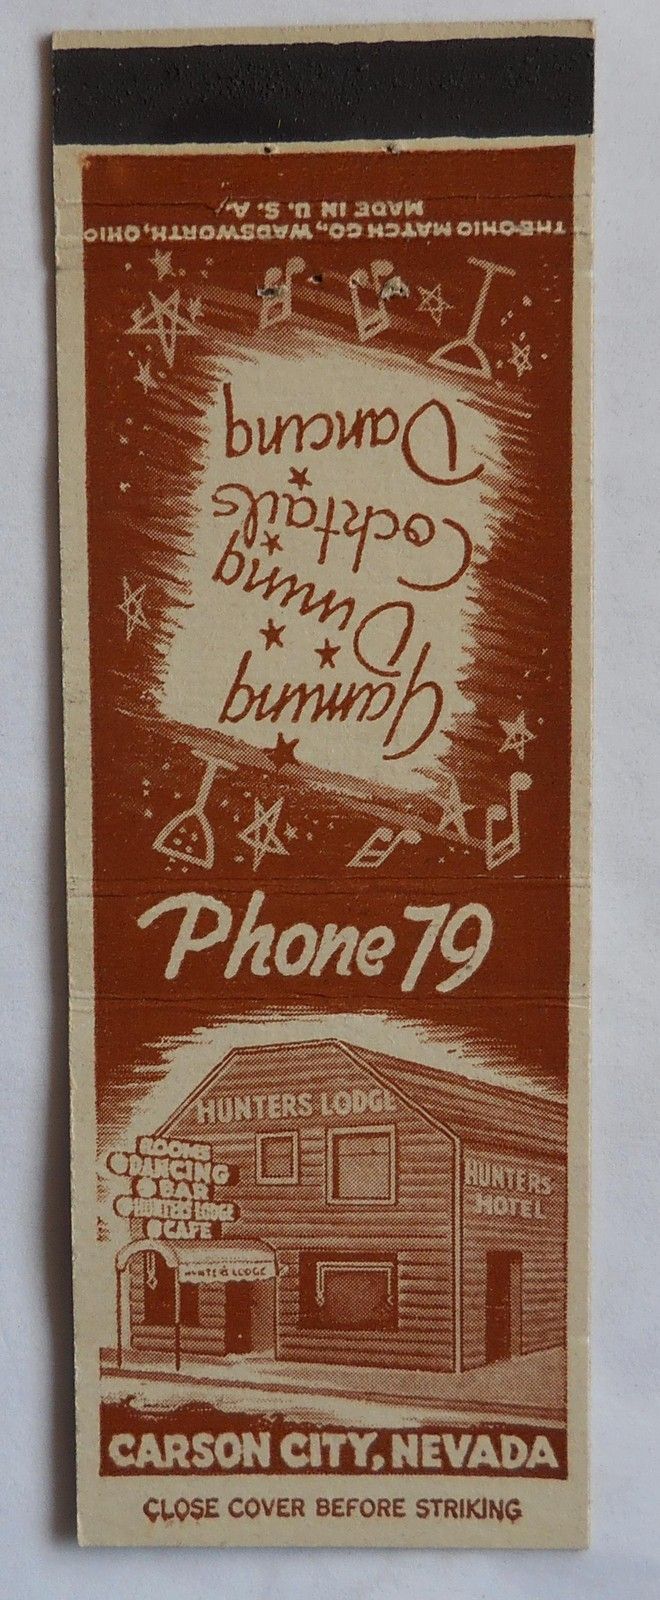 THE OHIO MATCH CO., WADSWORTH, OHIO
MADE IN U. S. A.
Gaming
Dining
Cocktails
Dancing
Phone 79
HUNTERS LODGE
ROOMS
DANCING
BAR
HUNTERS LODGE
CAFE
HUNTERS LODGE
HUNTERS
HOTEL
CARSON CITY, NEVADA
CLOSE COVER BEFORE STRIKING